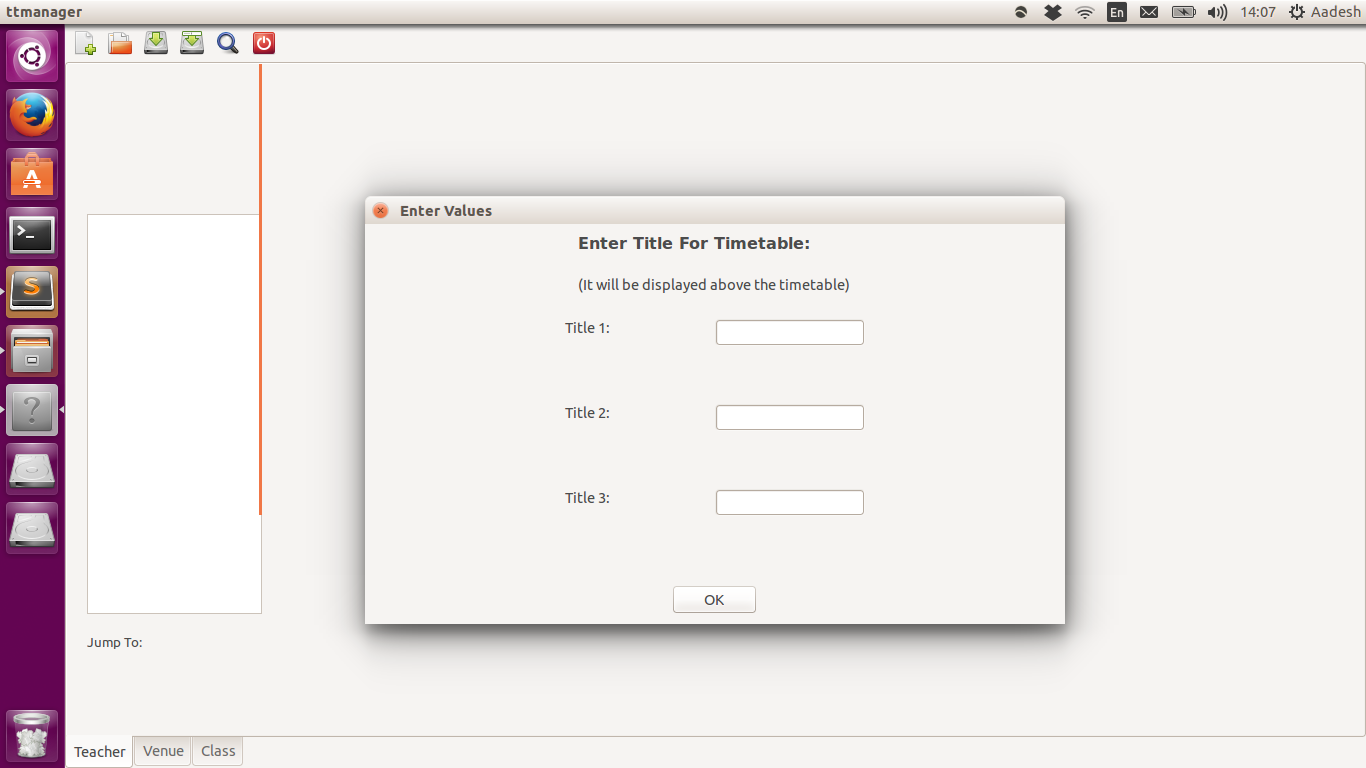 ttmanager
En
14:07
Aadesh
Enter Values
Enter Title For Timetable:
(It will be displayed above the timetable)
Title 1:
Title 2:
Title 3:
OK
Jump To:
Teacher
Venue
Class